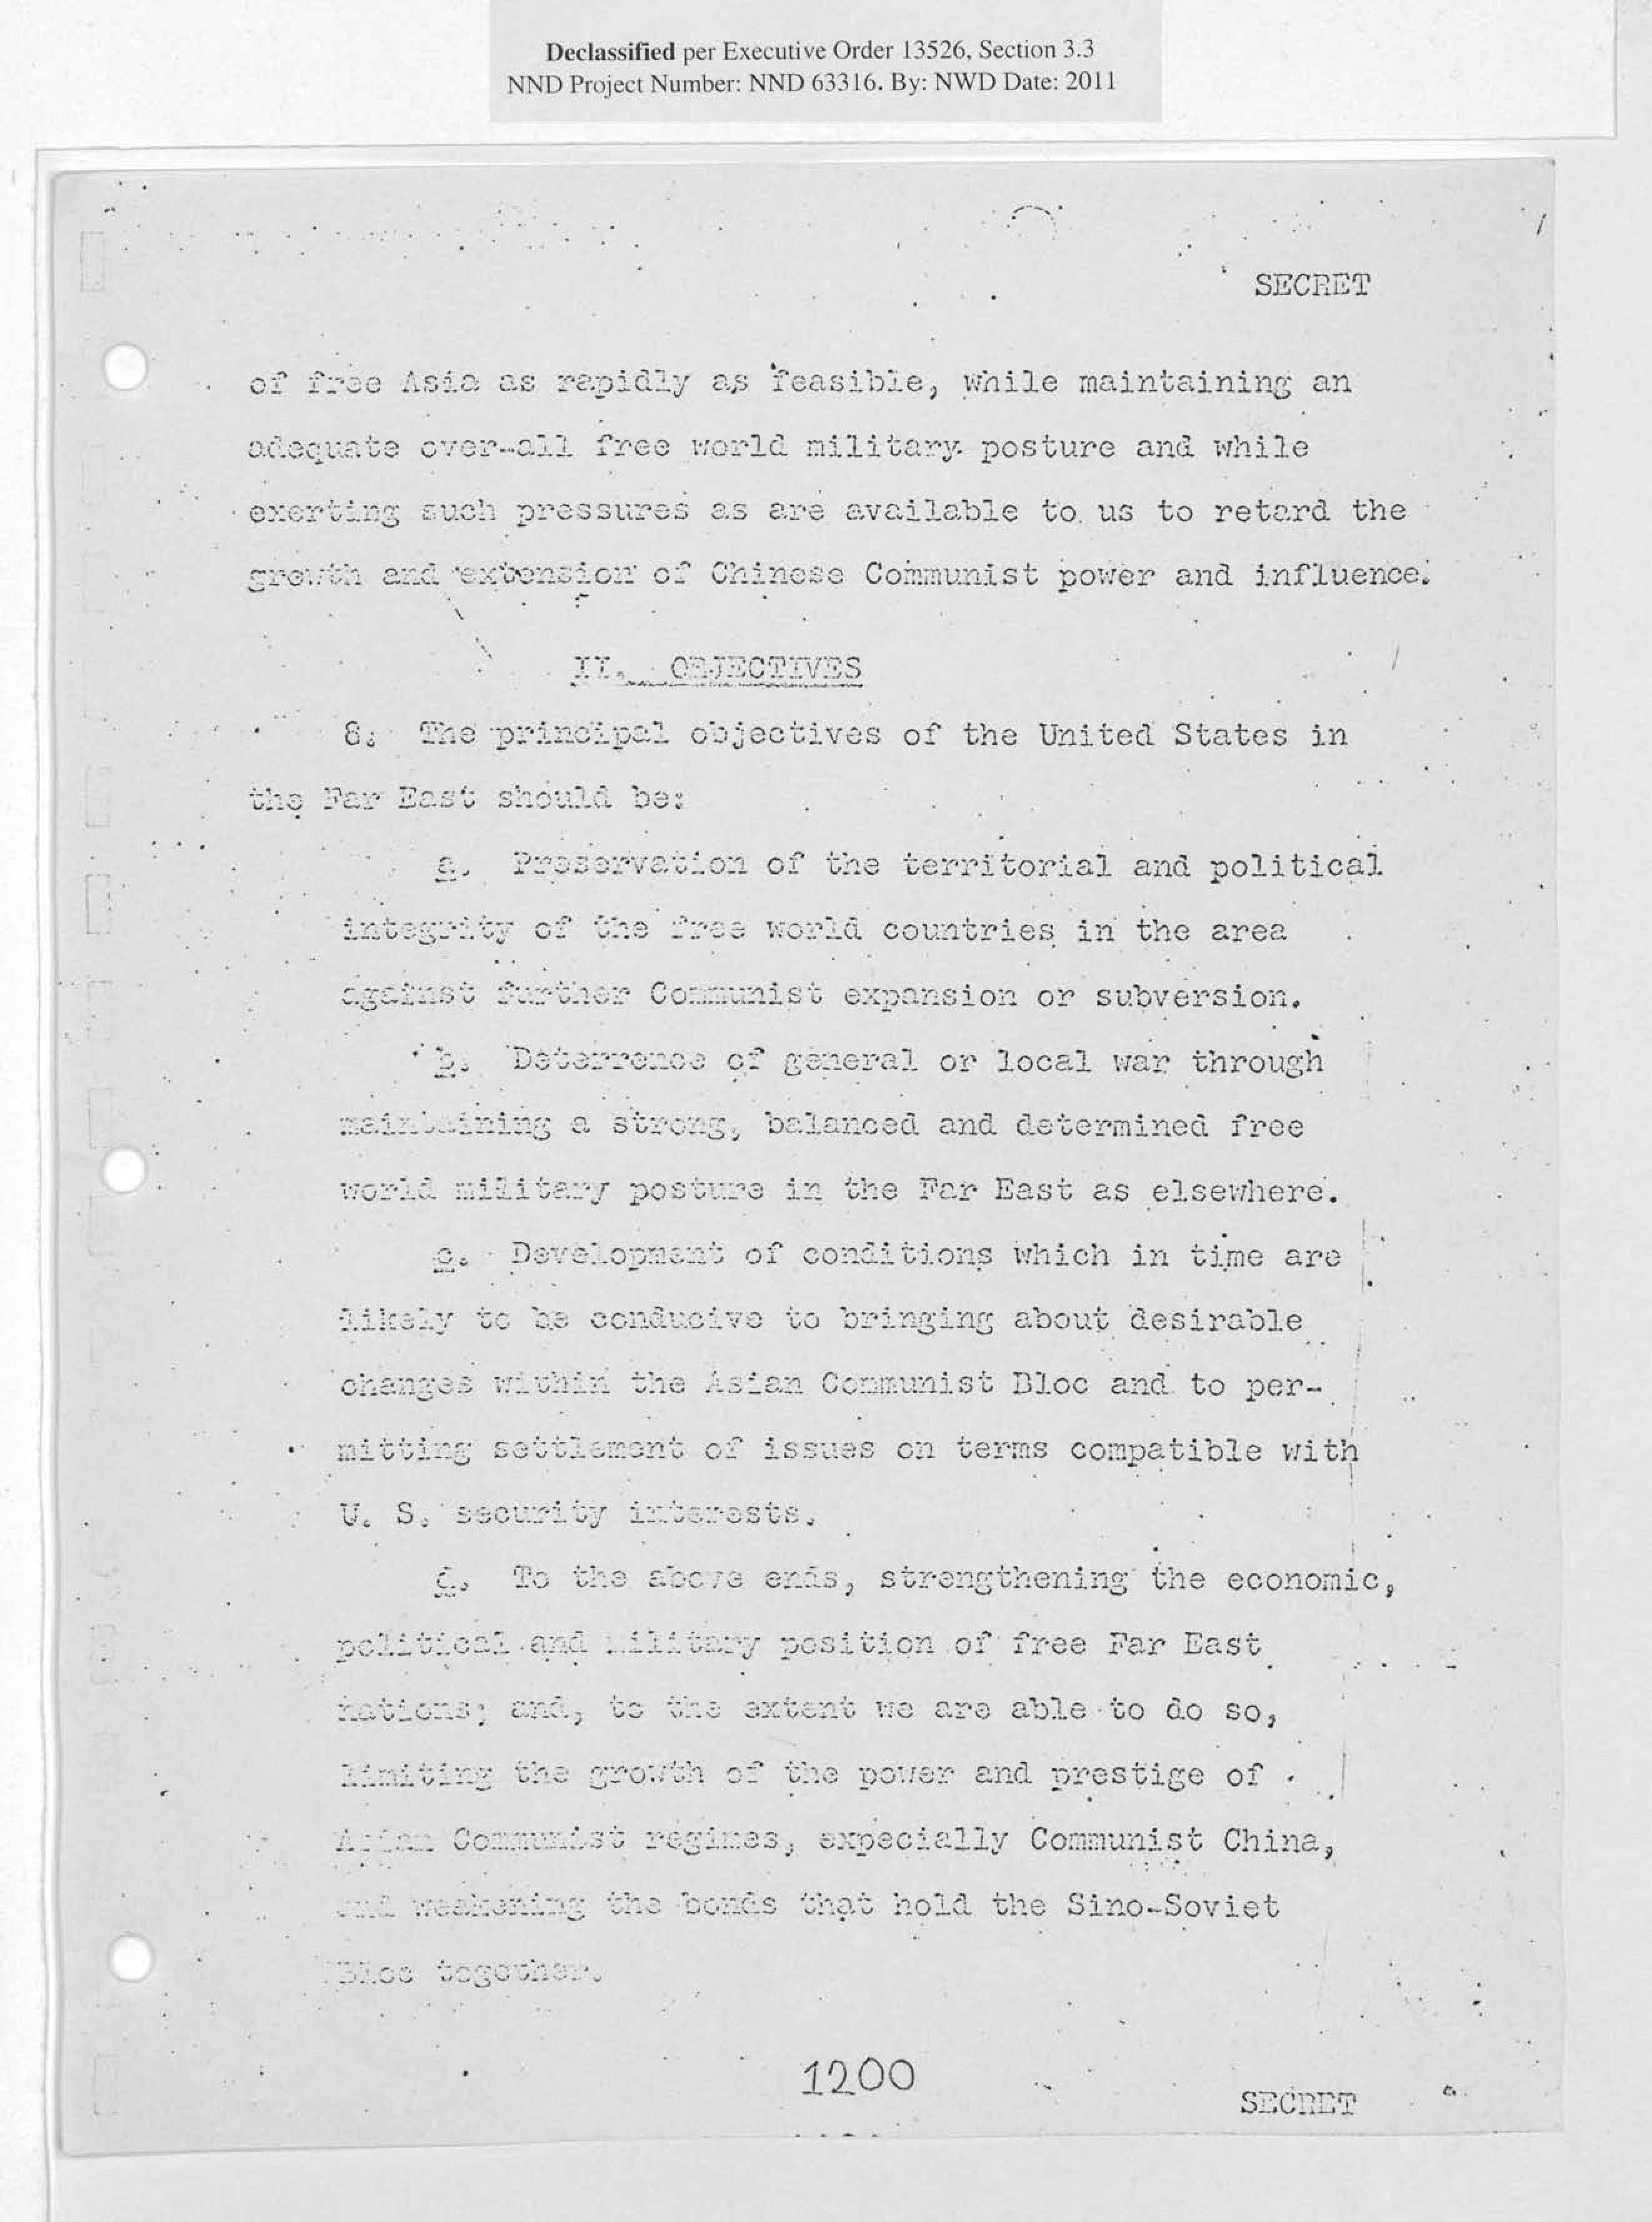 Declassified per Executive Order 13526, Section 3.3
NND Project Number: NND 63316. By: NWD Date: 2011
SECRET
of free Asia as rapidly as feasible, while maintaining an
adequate over-all free world military posture and while
exerting such pressures as are available to us to retard the
growth and extension of Chinese Communist power and influence.
II. OBJECTIVES
8. The principal objectives of the United States in
the Far East should be:
a. Preservation of the territorial and political
integrity of the free world countries in the area
against further Communist expansion or subversion.
b. Deterrence of general or local war through
maintaining a strong, balanced and determined free
world military posture in the Far East as elsewhere.
c. Development of conditions which in time are
likely to be conducive to bringing about desirable
changes within the Asian Communist Bloc and to per-
mitting settlement of issues on terms compatible with
U. S. security interests.
d. To the above ends, strengthening the economic,
political and military position of free Far East
nations; and, to the extent we are able to do so,
limiting the growth of the power and prestige of
Asian Communist regimes, expecially Communist China,
and weakening the bonds that hold the Sino-Soviet
Bloc together.
1200
SECRET